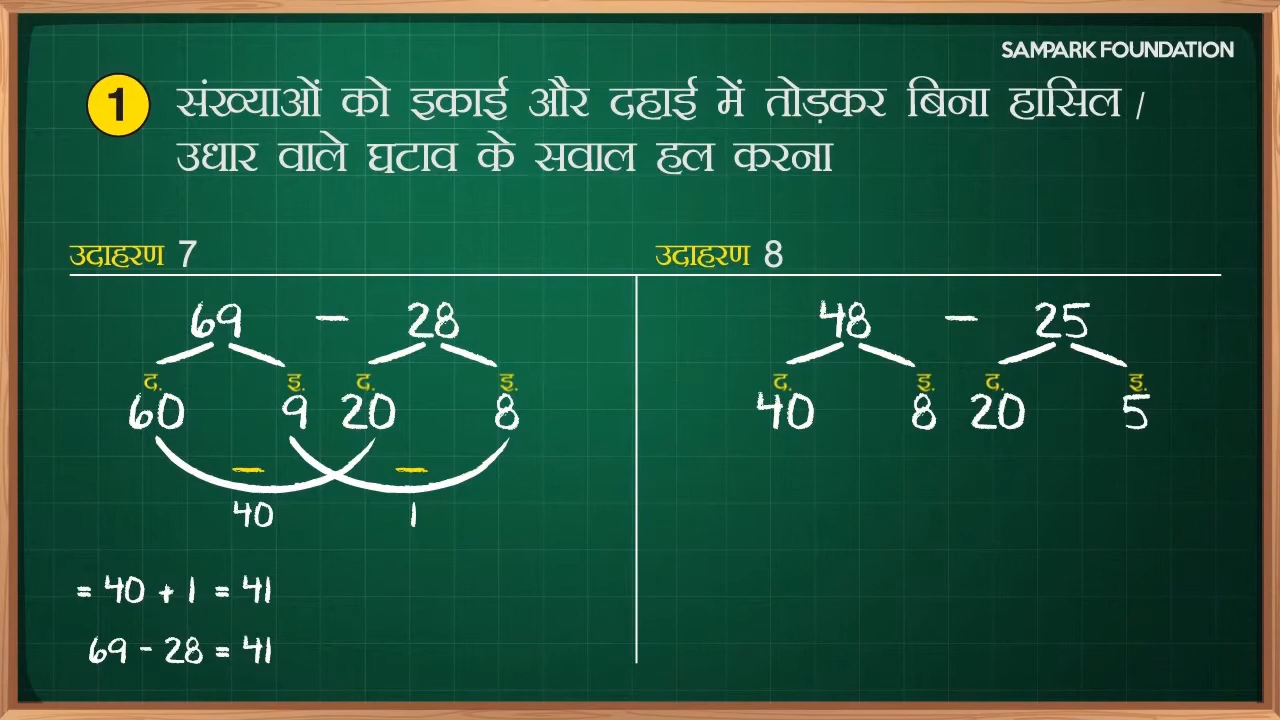 SAMPARK FOUNDATION
1 संख्याओं को इकाई और दहाई में तोड़कर बिना हासिल /
उधार वाले घटाव के सवाल हल करना
उदाहरण 7
69 – 28
द. इ. द. इ.
60 9 20 8
– –
40 1
= 40 + 1 = 41
69 - 28 = 41
उदाहरण 8
48 – 25
द. इ. द. इ.
40 8 20 5